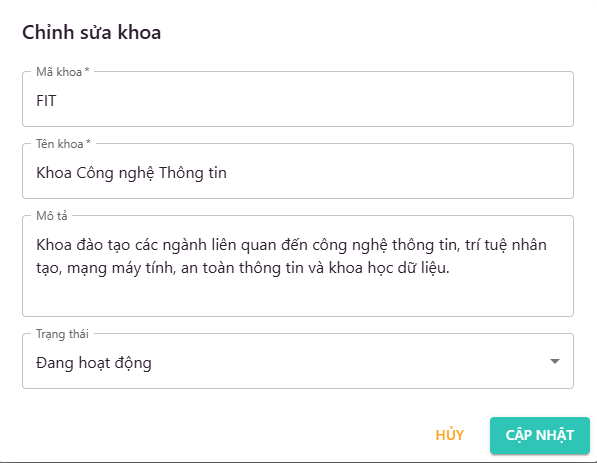 Chỉnh sửa khoa
Mã khoa *
FIT
Tên khoa *
Khoa Công nghệ Thông tin
Mô tả
Khoa đào tạo các ngành liên quan đến công nghệ thông tin, trí tuệ nhân
tạo, mạng máy tính, an toàn thông tin và khoa học dữ liệu.
Trạng thái
Đang hoạt động
HỦY
CẬP NHẬT